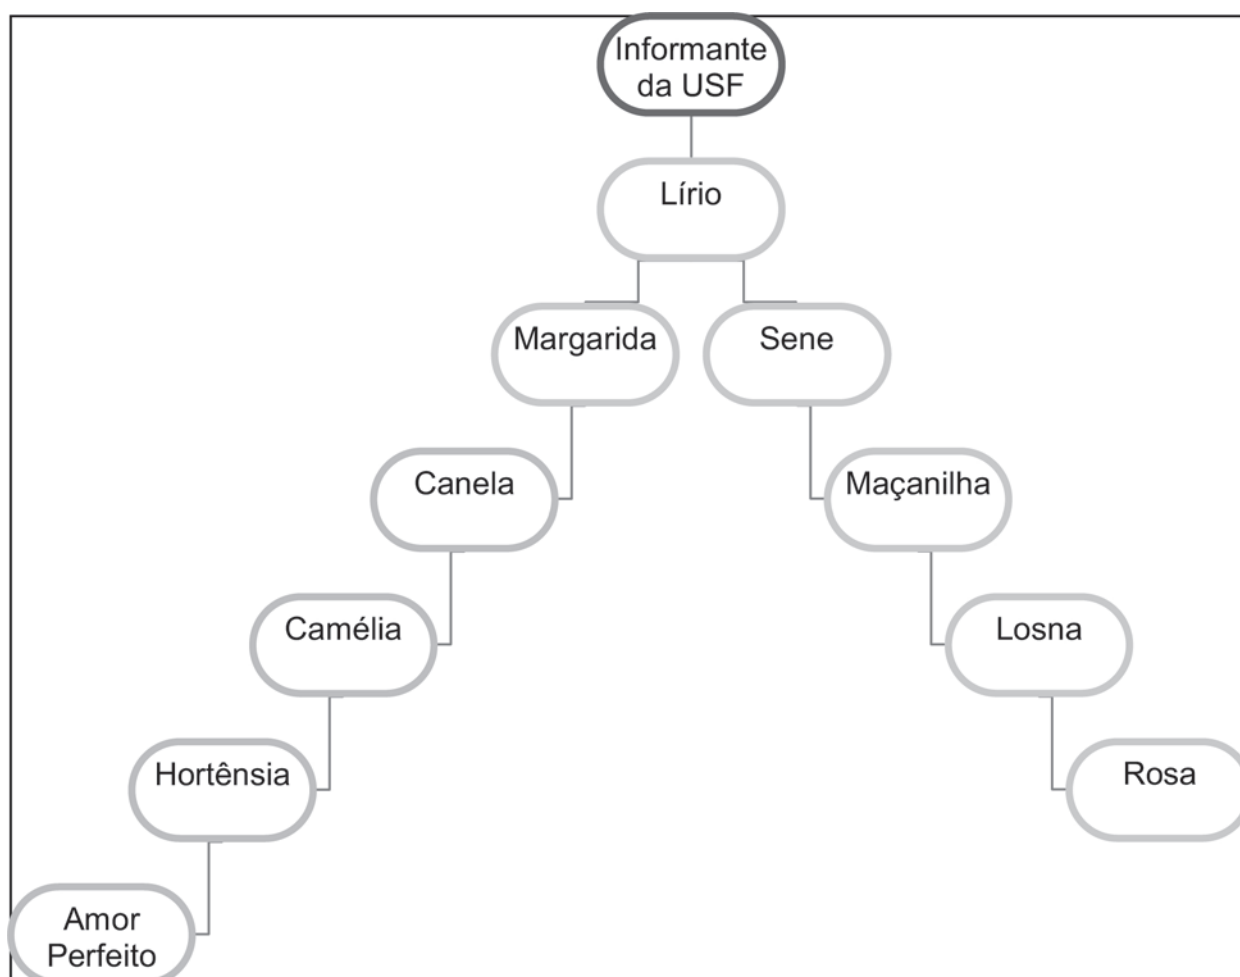 Informante
da USF
Lírio
Margarida
Sene
Canela
Maçanilha
Camélia
Losna
Hortênsia
Rosa
Amor
Perfeito